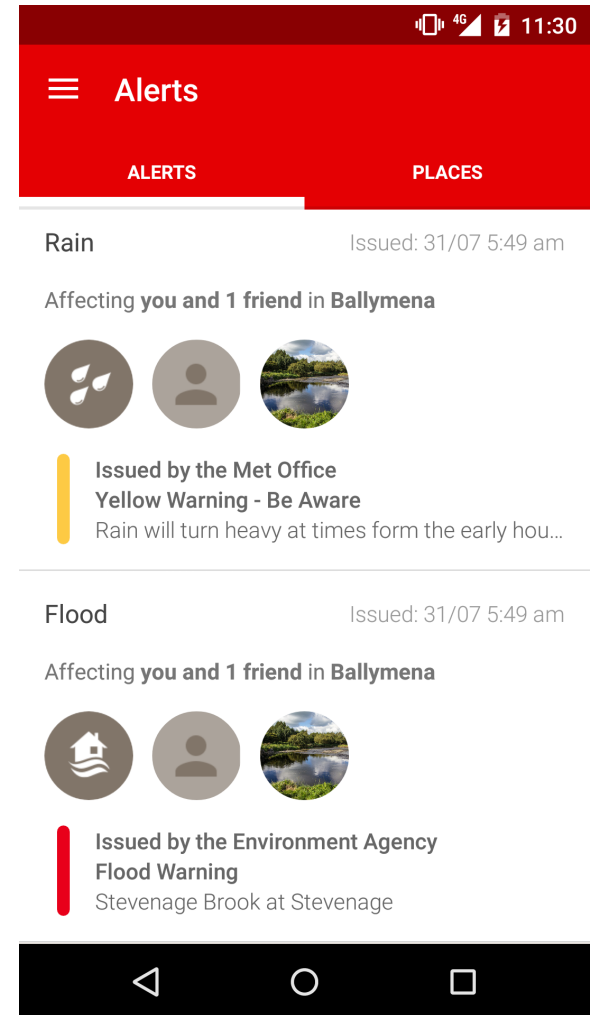 4G 11:30
Alerts
ALERTS PLACES
Rain Issued: 31/07 5:49 am
Affecting you and 1 friend in Ballymena
Issued by the Met Office
Yellow Warning - Be Aware
Rain will turn heavy at times form the early hou...
Flood Issued: 31/07 5:49 am
Affecting you and 1 friend in Ballymena
Issued by the Environment Agency
Flood Warning
Stevenage Brook at Stevenage